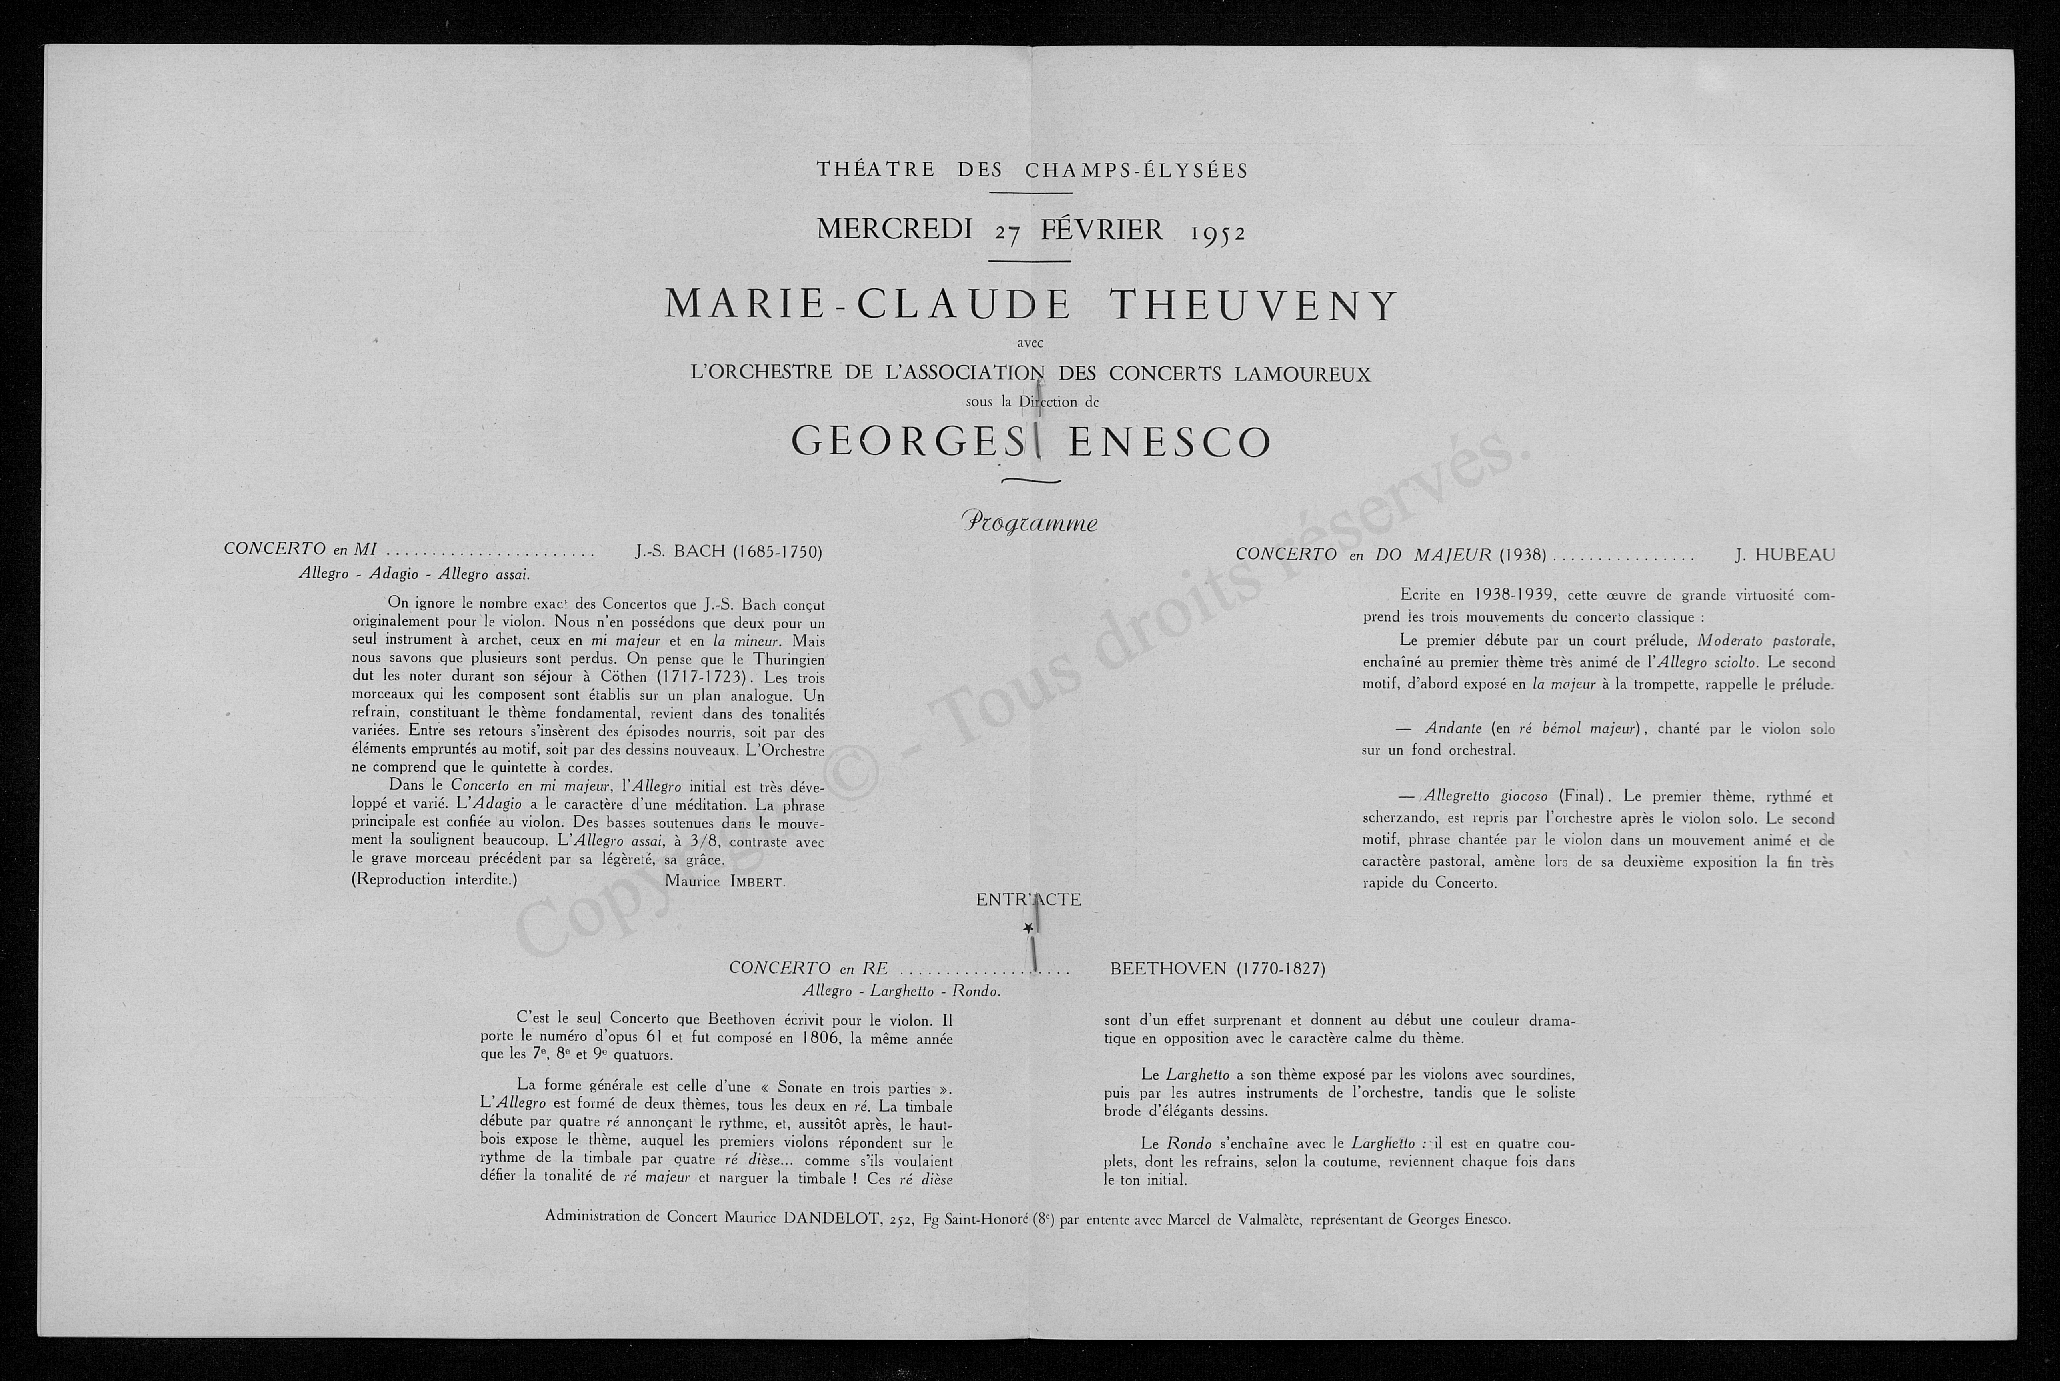 THÉATRE DES CHAMPS-ÉLYSÉES
MERCREDI 27 FÉVRIER 1952
MARIE-CLAUDE THEUVENY
avec
L'ORCHESTRE DE L'ASSOCIATION DES CONCERTS LAMOUREUX
sous la Direction de
GEORGES ENESCO
Programme
CONCERTO en MI ....................... J.-S. BACH (1685-1750)
Allegro - Adagio - Allegro assai.
On ignore le nombre exact des Concertos que J.-S. Bach conçut
originalement pour le violon. Nous n'en possédons que deux pour un
seul instrument à archet, ceux en mi majeur et en la mineur. Mais
nous savons que plusieurs sont perdus. On pense que le Thuringien
dut les noter durant son séjour à Cöthen (1717-1723). Les trois
morceaux qui les composent sont établis sur un plan analogue. Un
refrain, constituant le thème fondamental, revient dans des tonalités
variées. Entre ses retours s'insèrent des épisodes nourris, soit par des
éléments empruntés au motif, soit par des dessins nouveaux. L'Orchestre
ne comprend que le quintette à cordes.
Dans le Concerto en mi majeur, l'Allegro initial est très déve-
loppé et varié. L'Adagio a le caractère d'une méditation. La phrase
principale est confiée au violon. Des basses soutenues dans le mouve-
ment la soulignent beaucoup. L'Allegro assai, à 3/8, contraste avec
le grave morceau précédent par sa légèreté, sa grâce.
(Reproduction interdite.) Maurice IMBERT.
CONCERTO en DO MAJEUR (1938) ................ J. HUBEAU
Ecrite en 1938-1939, cette œuvre de grande virtuosité com-
prend les trois mouvements du concerto classique :
Le premier débute par un court prélude, Moderato pastorale,
enchaîné au premier thème très animé de l'Allegro sciolto. Le second
motif, d'abord exposé en la majeur à la trompette, rappelle le prélude.
— Andante (en ré bémol majeur), chanté par le violon solo
sur un fond orchestral.
— Allegretto giocoso (Final). Le premier thème, rythmé et
scherzando, est repris par l'orchestre après le violon solo. Le second
motif, phrase chantée par le violon dans un mouvement animé et de
caractère pastoral, amène lors de sa deuxième exposition la fin très
rapide du Concerto.
ENTR'ACTE
CONCERTO en RE ................... BEETHOVEN (1770-1827)
Allegro - Larghetto - Rondo.
C'est le seul Concerto que Beethoven écrivit pour le violon. Il
porte le numéro d'opus 61 et fut composé en 1806, la même année
que les 7e, 8e et 9e quatuors.
La forme générale est celle d'une « Sonate en trois parties ».
L'Allegro est formé de deux thèmes, tous les deux en ré. La timbale
débute par quatre ré annonçant le rythme, et, aussitôt après, le haut-
bois expose le thème, auquel les premiers violons répondent sur le
rythme de la timbale par quatre ré dièse... comme s'ils voulaient
défier la tonalité de ré majeur et narguer la timbale ! Ces ré dièse
sont d'un effet surprenant et donnent au début une couleur drama-
tique en opposition avec le caractère calme du thème.
Le Larghetto a son thème exposé par les violons avec sourdines,
puis par les autres instruments de l'orchestre, tandis que le soliste
brode d'élégants dessins.
Le Rondo s'enchaîne avec le Larghetto : il est en quatre cou-
plets, dont les refrains, selon la coutume, reviennent chaque fois dans
le ton initial.
Administration de Concert Maurice DANDELOT, 252, Fg Saint-Honoré (8e) par entente avec Marcel de Valmalète, représentant de Georges Enesco.
Copyright © - Tous droits réservés.